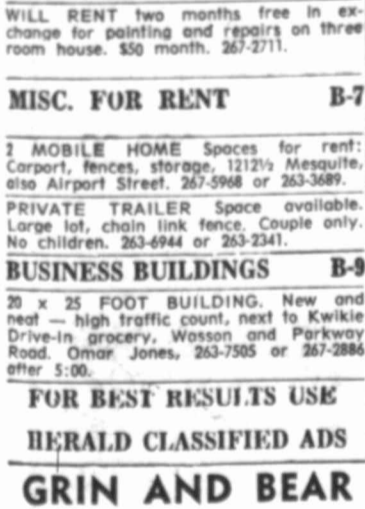 WILL RENT two months free in ex-
change for painting and repairs on three
room house. $50 month. 267-2711.
MISC. FOR RENT B-7
2 MOBILE HOME Spaces for rent:
Carport, fences, storage, 1212½ Mesquite,
also Airport Street. 267-5968 or 263-3689.
PRIVATE TRAILER Space available.
Large lot, chain link fence. Couple only.
No children. 263-6944 or 263-2341.
BUSINESS BUILDINGS B-9
20 x 25 FOOT BUILDING. New and
neat — high traffic count, next to Kwikie
Drive-In grocery, Wasson and Parkway
Road. Omar Jones, 263-7505 or 267-2886
after 5:00.
FOR BEST RESULTS USE
HERALD CLASSIFIED ADS
GRIN AND BEAR